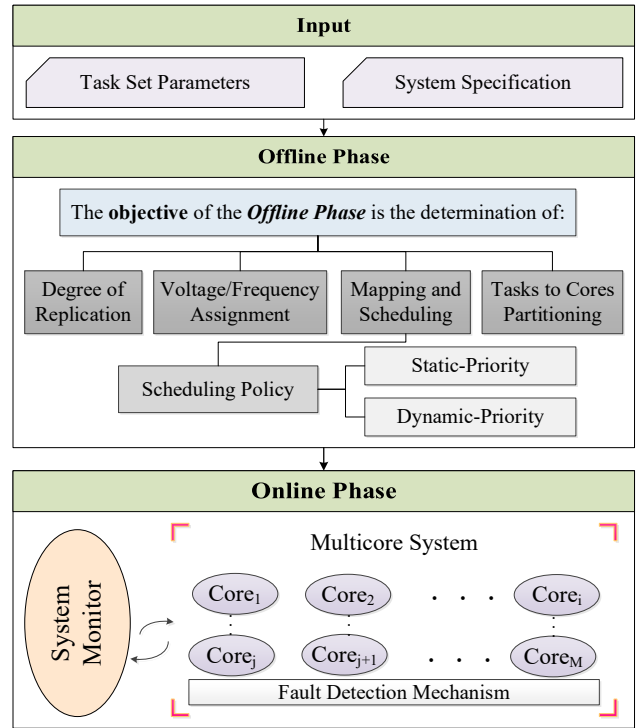 Input
Task Set Parameters
System Specification
Offline Phase
The objective of the Offline Phase is the determination of:
Degree of
Replication
Voltage/Frequency
Assignment
Mapping and
Scheduling
Tasks to Cores
Partitioning
Scheduling Policy
Static-Priority
Dynamic-Priority
Online Phase
System
Monitor
Multicore System
Core₁
Core₂
. . .
Coreᵢ
Coreⱼ
Coreⱼ₊₁
. . .
Core_M
Fault Detection Mechanism